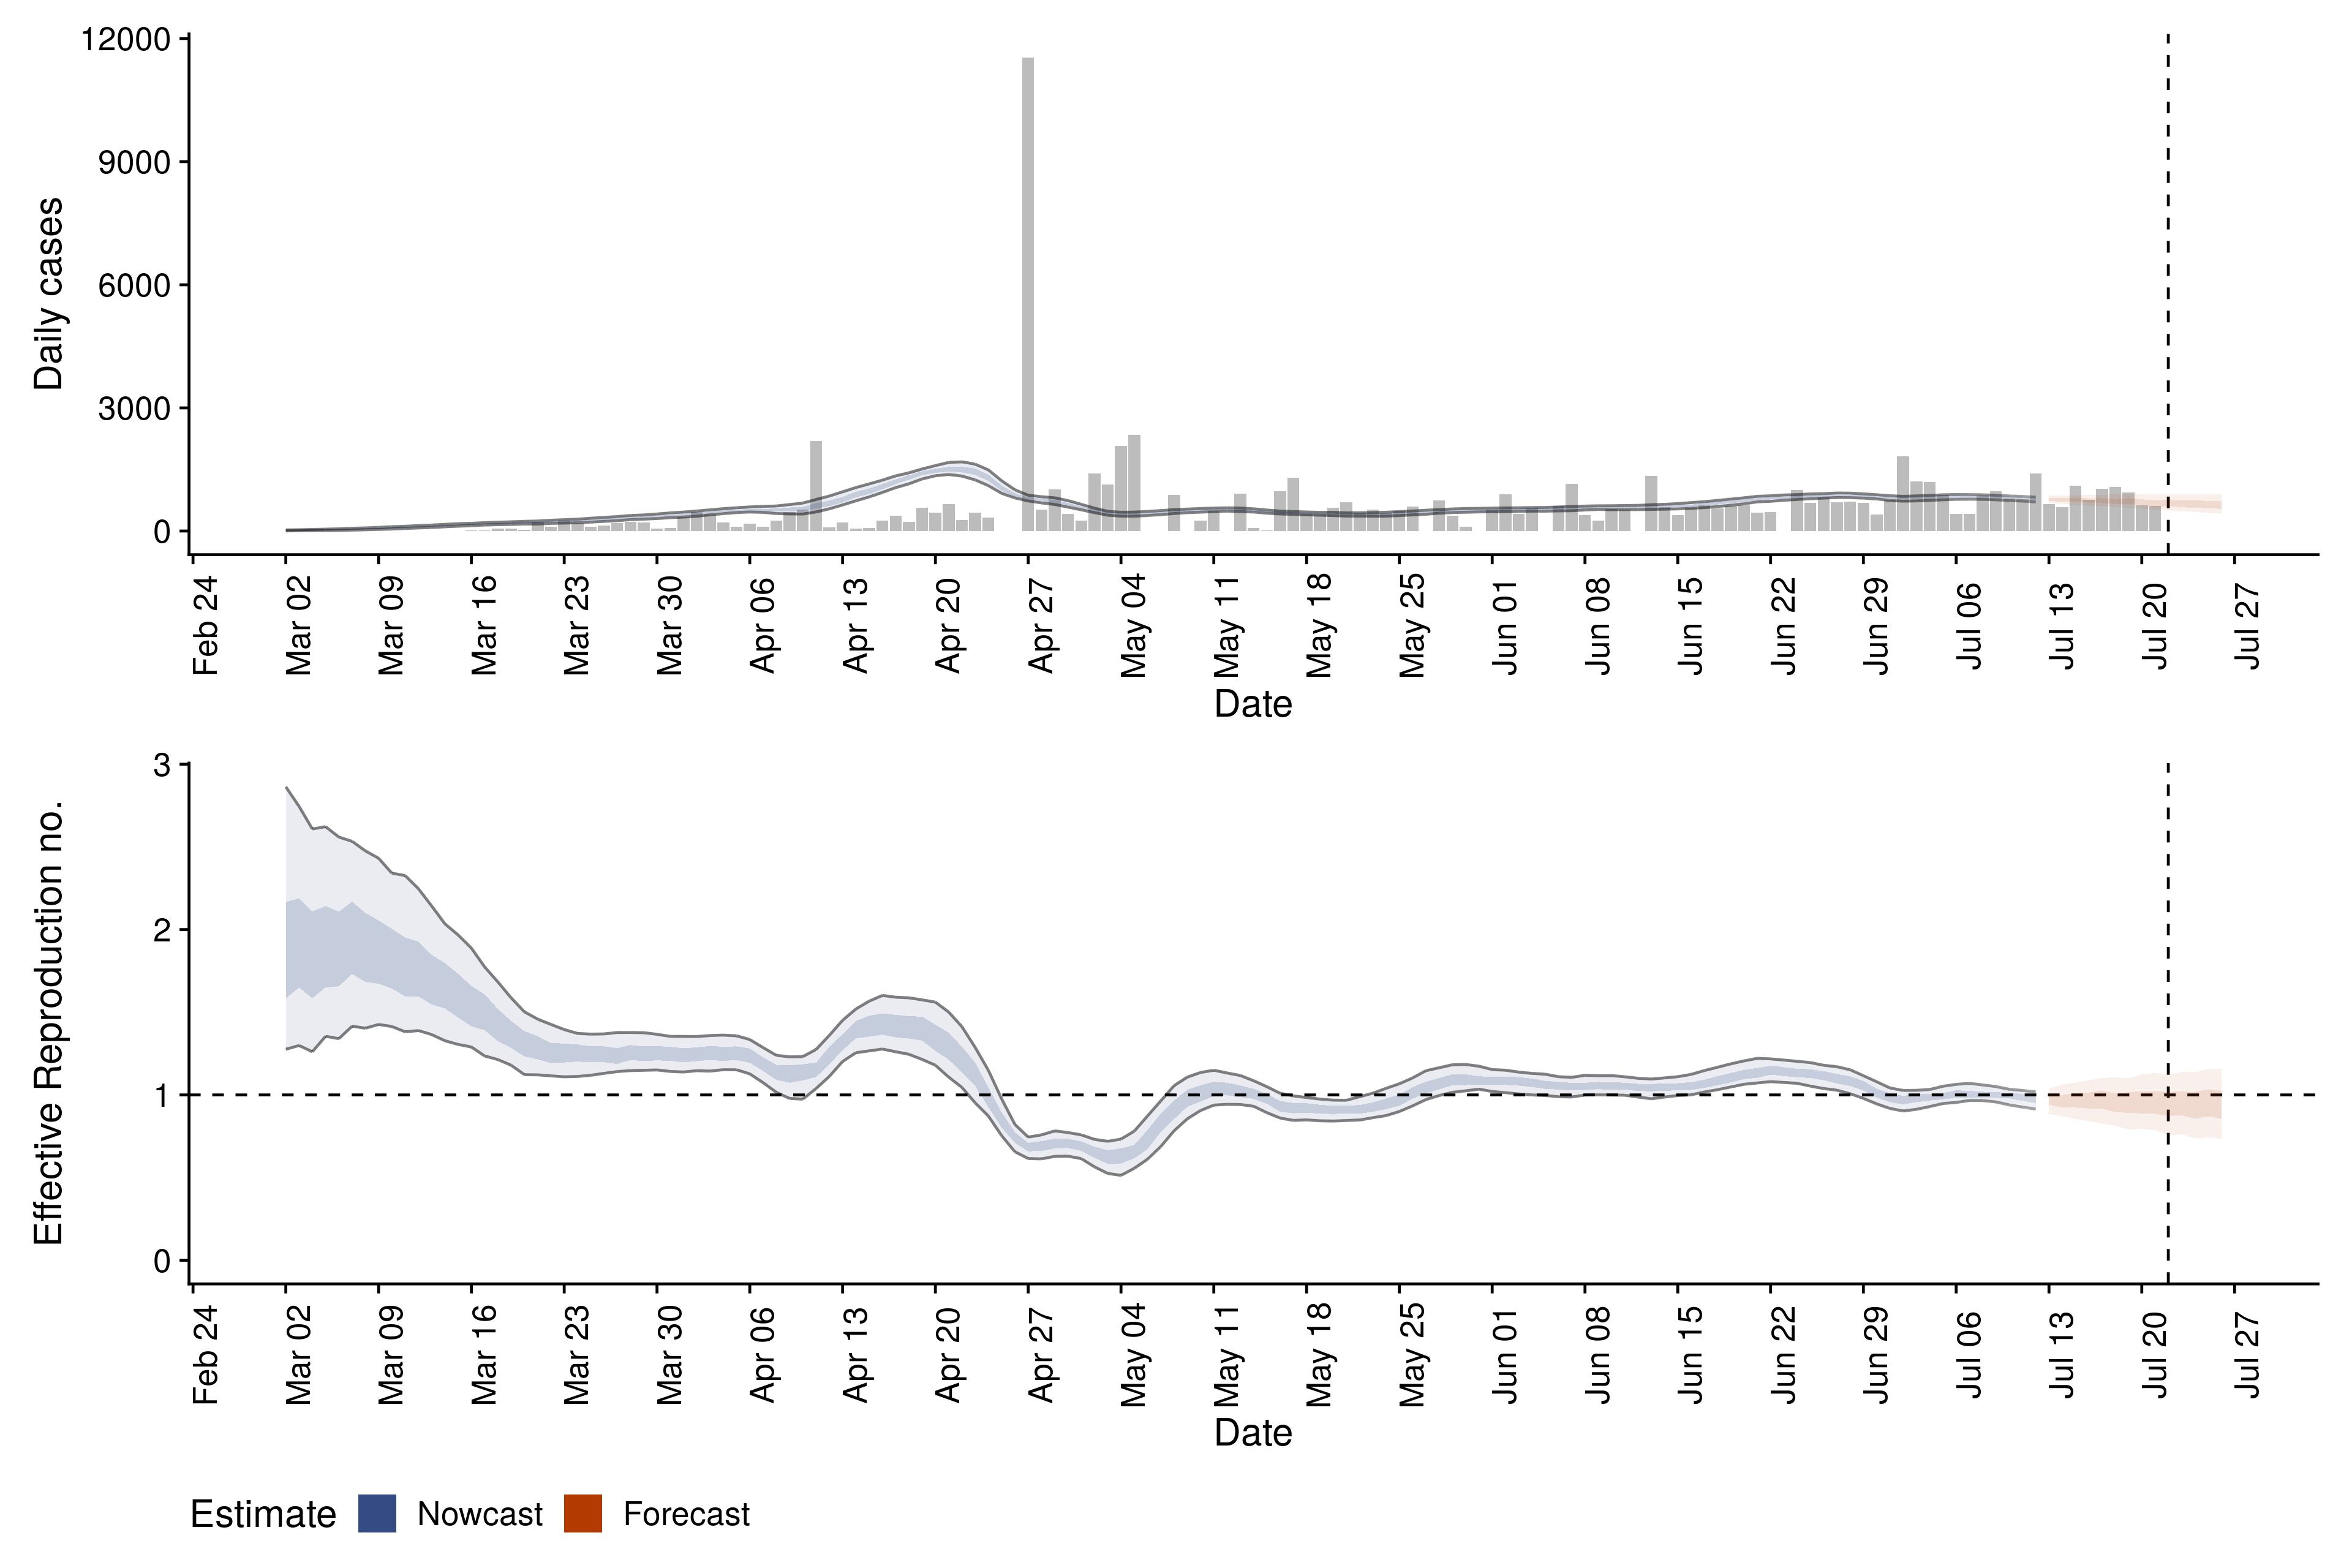 12000
9000
6000
3000
0
Daily cases
Feb 24
Mar 02
Mar 09
Mar 16
Mar 23
Mar 30
Apr 06
Apr 13
Apr 20
Apr 27
May 04
May 11
May 18
May 25
Jun 01
Jun 08
Jun 15
Jun 22
Jun 29
Jul 06
Jul 13
Jul 20
Jul 27
Date
3
2
1
0
Effective Reproduction no.
Feb 24
Mar 02
Mar 09
Mar 16
Mar 23
Mar 30
Apr 06
Apr 13
Apr 20
Apr 27
May 04
May 11
May 18
May 25
Jun 01
Jun 08
Jun 15
Jun 22
Jun 29
Jul 06
Jul 13
Jul 20
Jul 27
Date
Estimate Nowcast Forecast